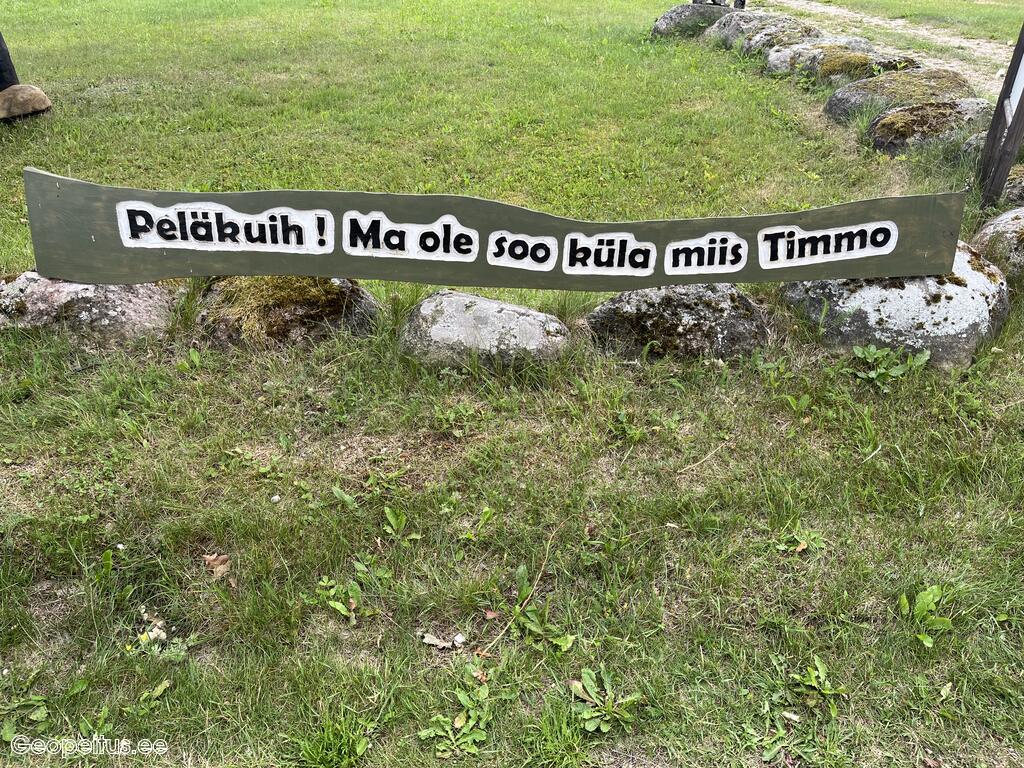 Peläkuih ! Ma ole soo küla miis Timmo
Geopeitus.ee